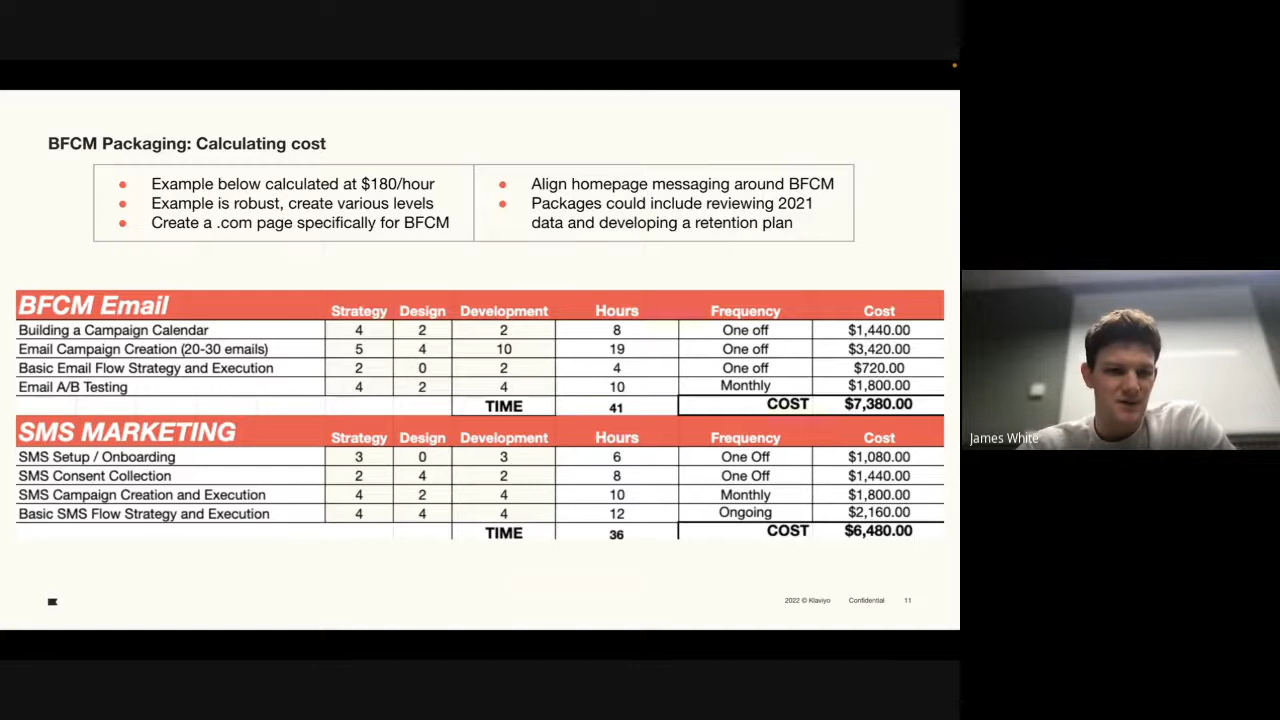 BFCM Packaging: Calculating cost
● Example below calculated at $180/hour
● Example is robust, create various levels
● Create a .com page specifically for BFCM
● Align homepage messaging around BFCM
● Packages could include reviewing 2021
data and developing a retention plan
BFCM Email Strategy Design Development Hours Frequency Cost
Building a Campaign Calendar 4 2 2 8 One off $1,440.00
Email Campaign Creation (20-30 emails) 5 4 10 19 One off $3,420.00
Basic Email Flow Strategy and Execution 2 0 2 4 One off $720.00
Email A/B Testing 4 2 4 10 Monthly $1,800.00
TIME 41 COST $7,380.00
SMS MARKETING Strategy Design Development Hours Frequency Cost
SMS Setup / Onboarding 3 0 3 6 One Off $1,080.00
SMS Consent Collection 2 4 2 8 One Off $1,440.00
SMS Campaign Creation and Execution 4 2 4 10 Monthly $1,800.00
Basic SMS Flow Strategy and Execution 4 4 4 12 Ongoing $2,160.00
TIME 36 COST $6,480.00
2022 © Klaviyo Confidential 11
James White